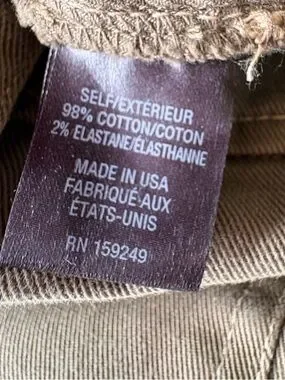 SELF/EXTÉRIEUR
98% COTTON/COTON
2% ELASTANE/ÉLASTHANNE
MADE IN USA
FABRIQUÉ AUX
ÉTATS-UNIS
RN 159249